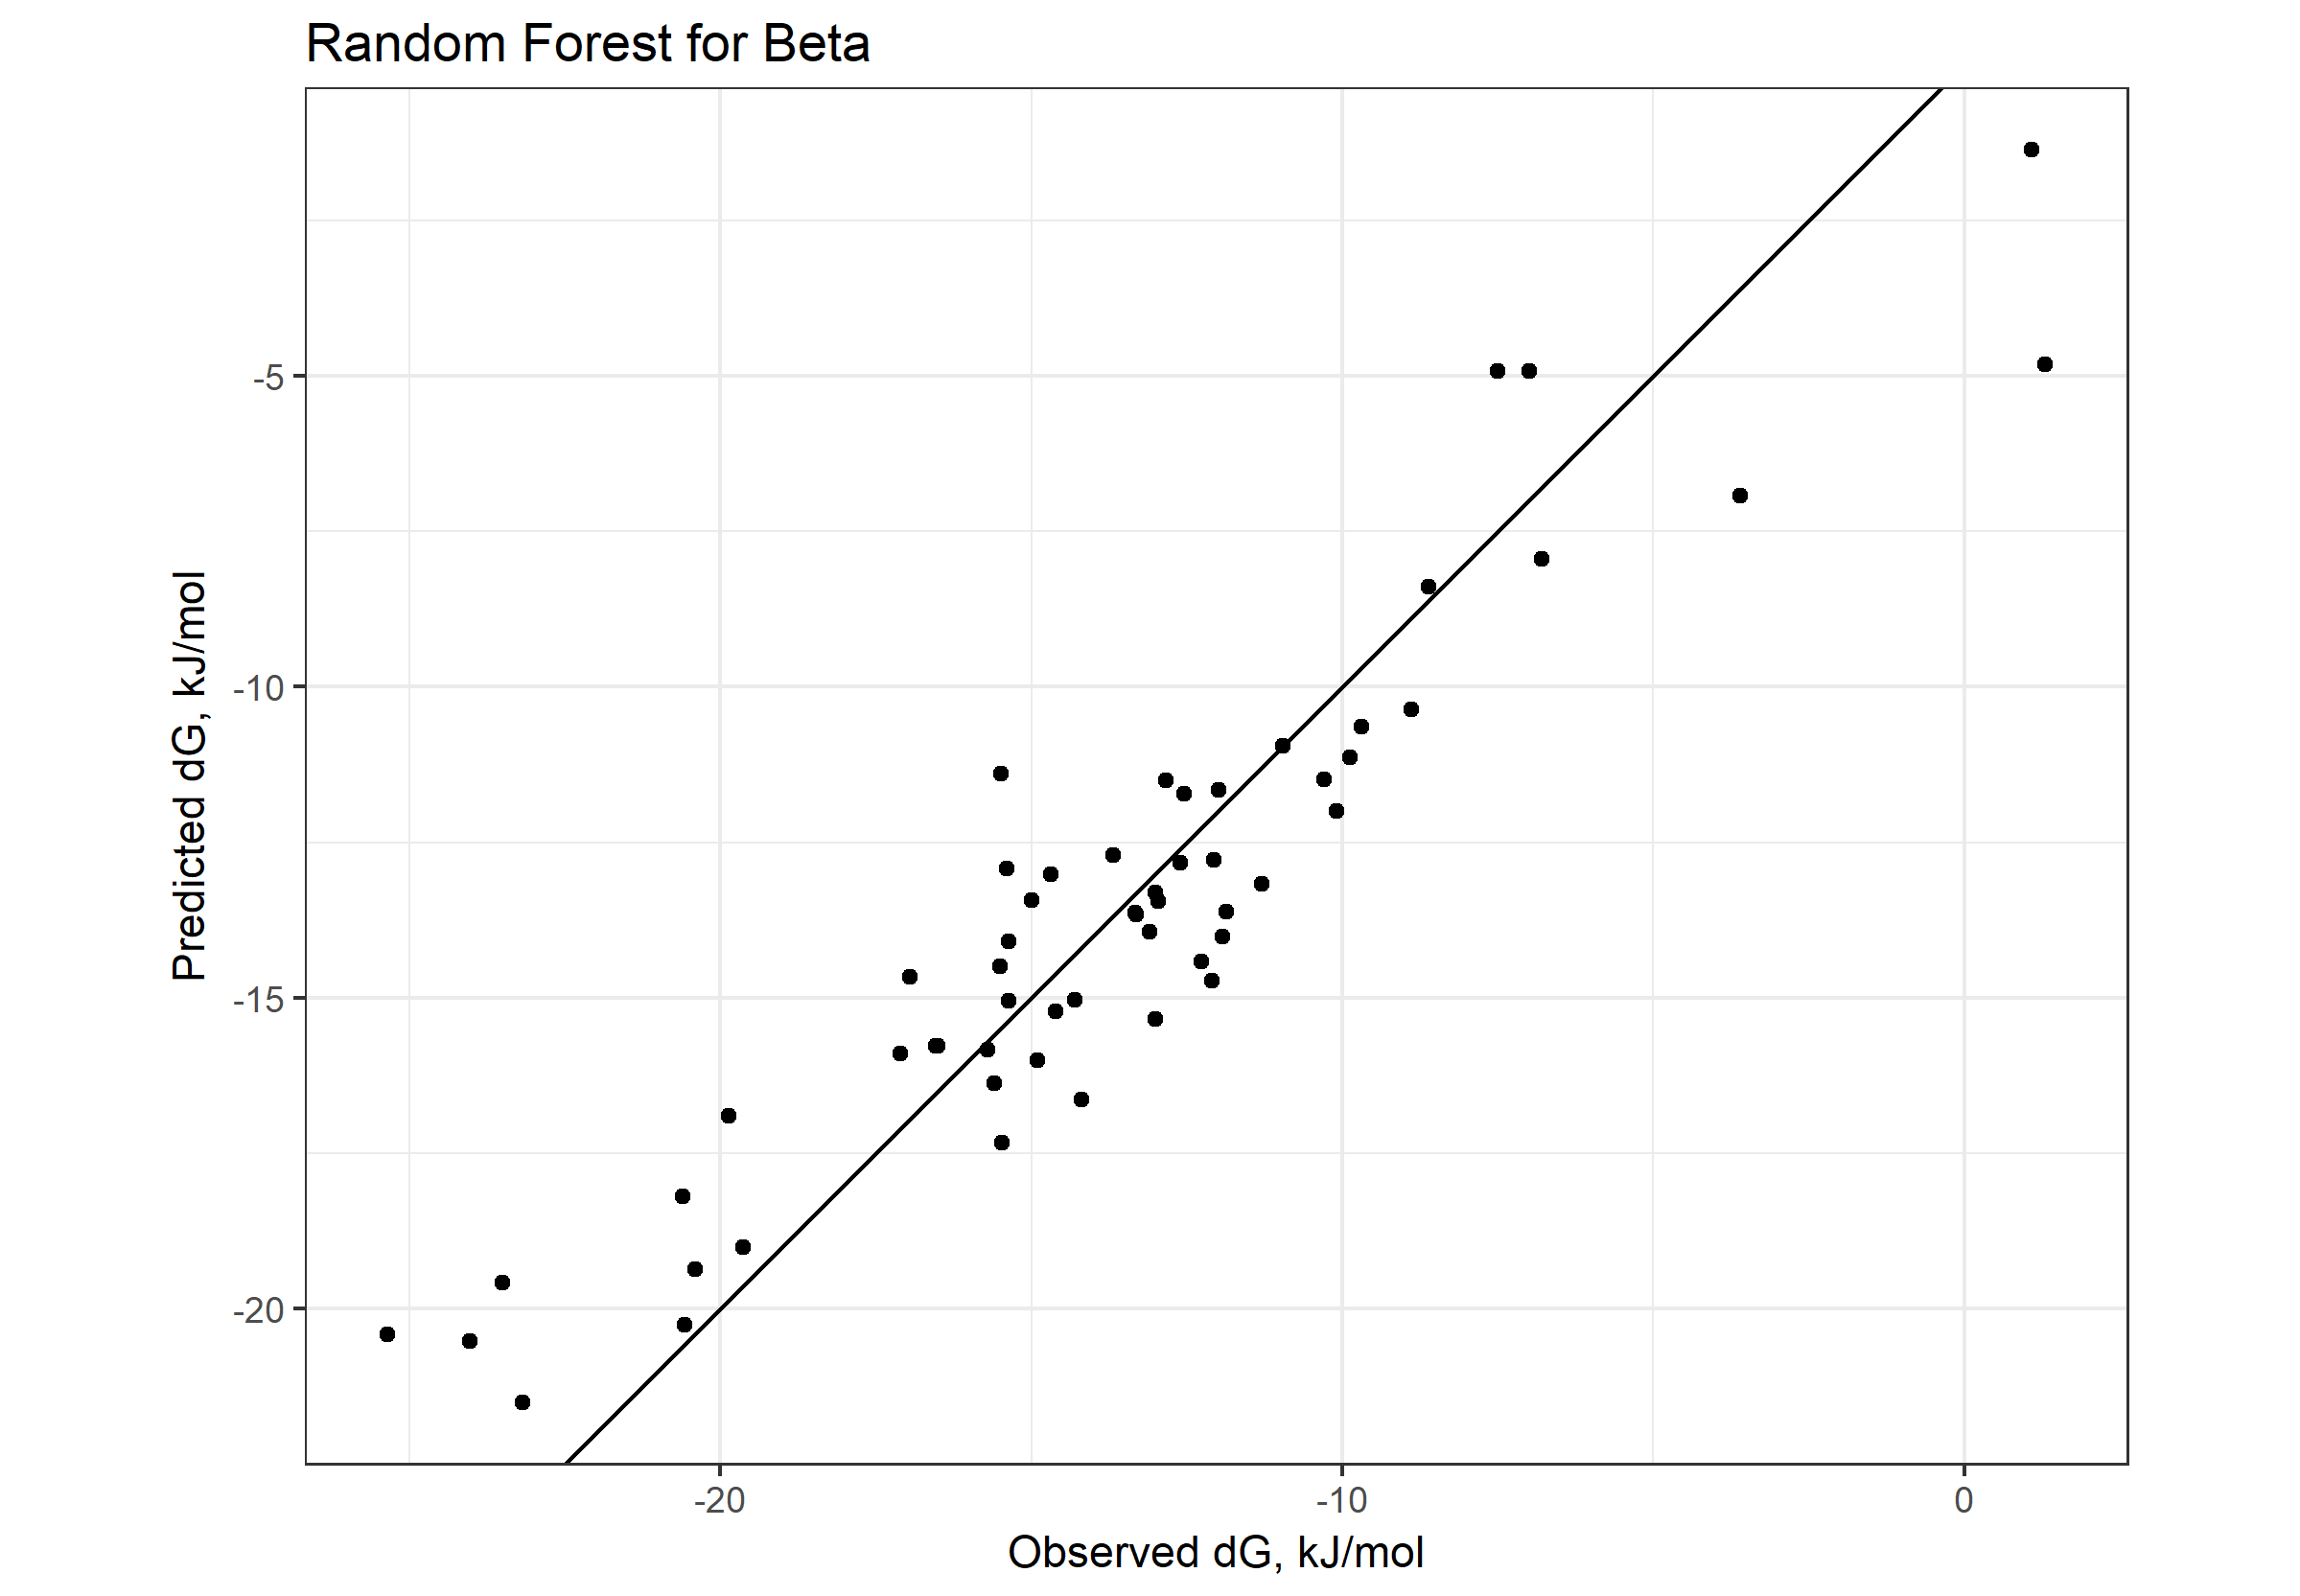 Random Forest for Beta
Predicted dG, kJ/mol
-5
-10
-15
-20
-20
-10
0
Observed dG, kJ/mol